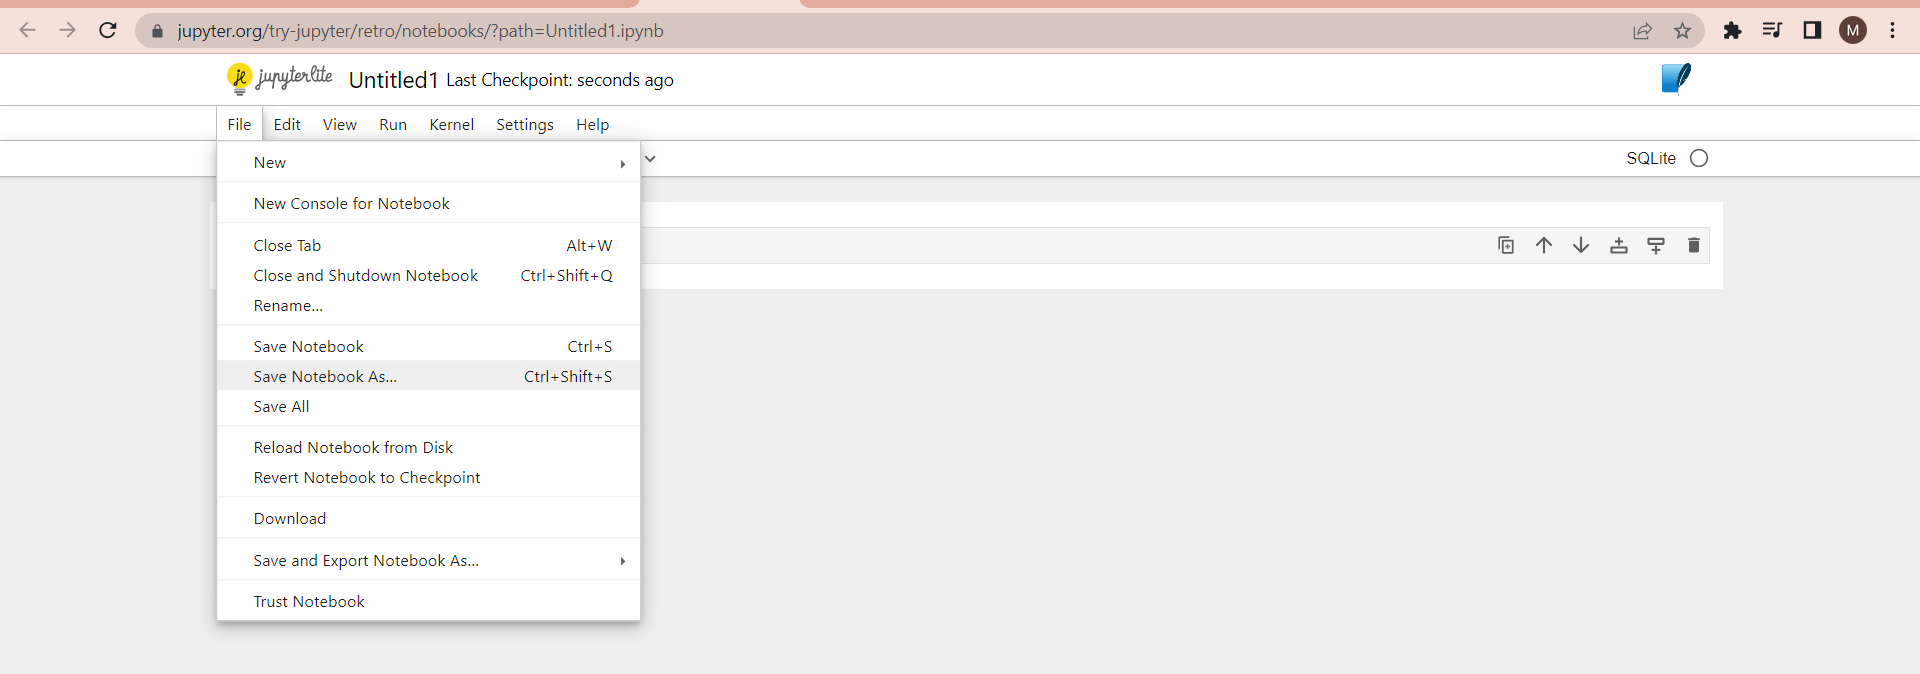 jupyter.org/try-jupyter/retro/notebooks/?path=Untitled1.ipynb
M
jupyterlite Untitled1 Last Checkpoint: seconds ago
File Edit View Run Kernel Settings Help
New
SQLite
New Console for Notebook
Close Tab Alt+W
Close and Shutdown Notebook Ctrl+Shift+Q
Rename...
Save Notebook Ctrl+S
Save Notebook As... Ctrl+Shift+S
Save All
Reload Notebook from Disk
Revert Notebook to Checkpoint
Download
Save and Export Notebook As...
Trust Notebook